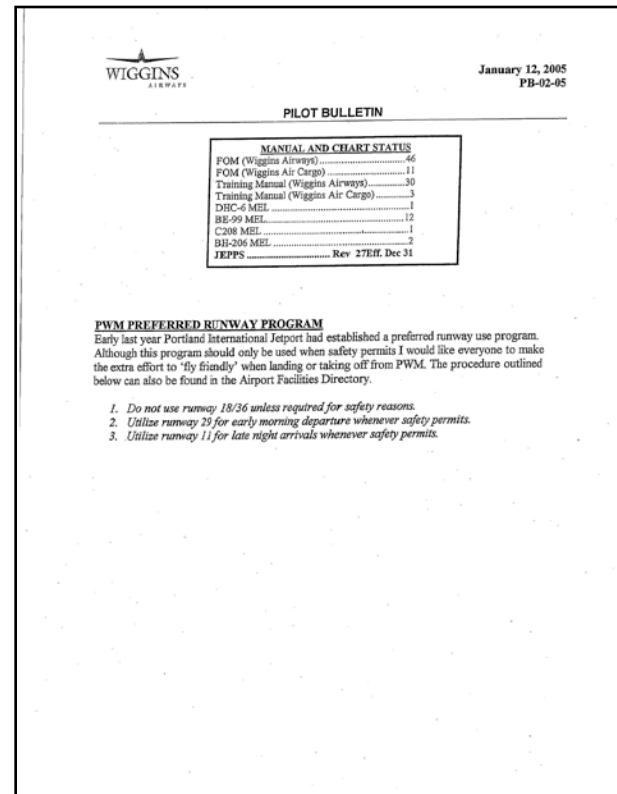 WIGGINS
AIRWAYS
January 12, 2005
PB-02-05
PILOT BULLETIN
MANUAL AND CHART STATUS
FOM (Wiggins Airways)................................46
FOM (Wiggins Air Cargo)..............................11
Training Manual (Wiggins Airways)..............30
Training Manual (Wiggins Air Cargo)..............3
DHC-6 MEL..................................................1
BE-99 MEL..................................................12
C208 MEL....................................................1
BH-206 MEL..................................................2
JEPPS.............................. Rev 27Eff. Dec 31
PWM PREFERRED RUNWAY PROGRAM
Early last year Portland International Jetport had established a preferred runway use program.
Although this program should only be used when safety permits I would like everyone to make
the extra effort to 'fly friendly' when landing or taking off from PWM. The procedure outlined
below can also be found in the Airport Facilities Directory.
1. Do not use runway 18/36 unless required for safety reasons.
2. Utilize runway 29 for early morning departure whenever safety permits.
3. Utilize runway 11 for late night arrivals whenever safety permits.